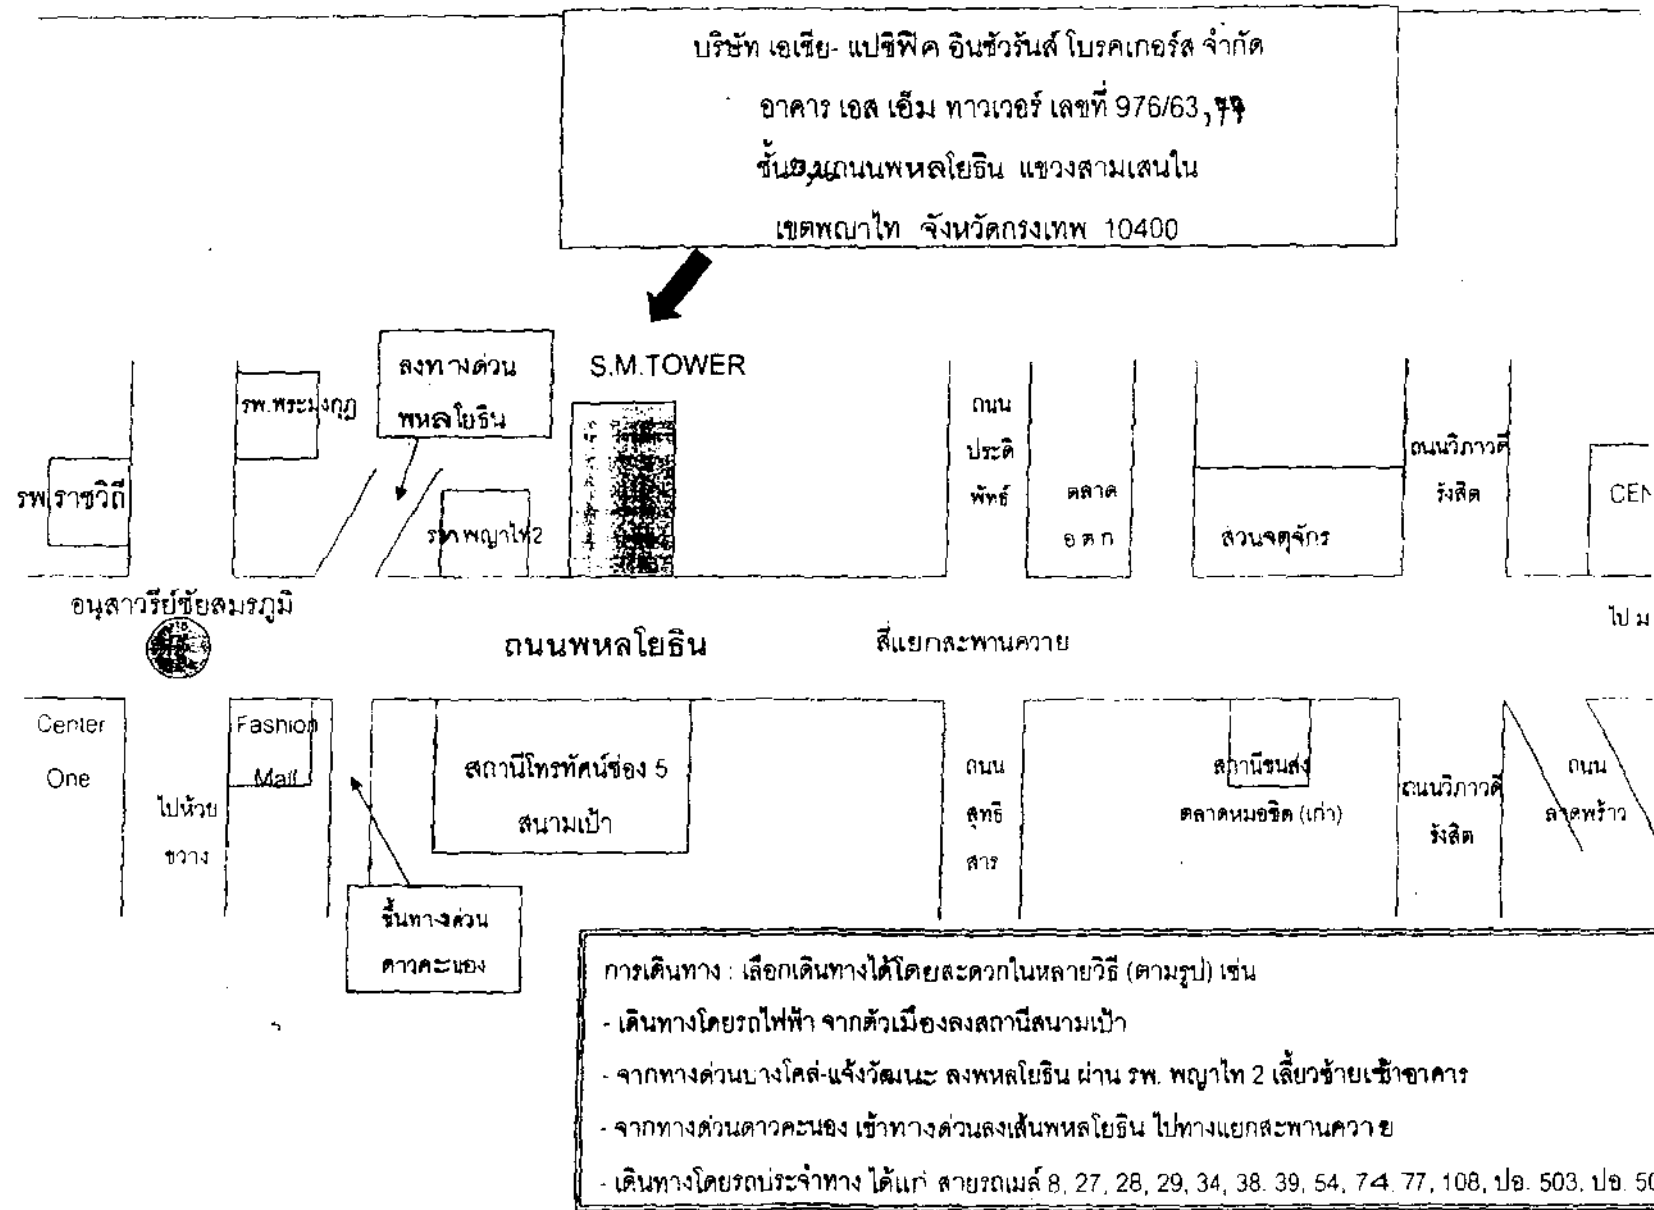 บริษัท เอเชีย- แปซิฟิค อินชัวรันส์ โบรคเกอร์ส จำกัด
อาคาร เอส เอ็ม ทาวเวอร์ เลขที่ 976/63,
ชั้น ถนนพหลโยธิน แขวงสามเสนใน
เขตพญาไท จังหวัดกรุงเทพ 10400
S.M.TOWER
ลงทางด่วน
พหลโยธิน
รพ.พระมงกุฎ
รพ.ราชวิถี
รพ.พญาไท2
ถนน
ประดิ
พัทธ์
ตลาด
อ ต ก
สวนจตุจักร
ถนนวิภาวดี
รังสิต
CEN
อนุสาวรีย์ชัยสมรภูมิ
ถนนพหลโยธิน
สี่แยกสะพานควาย
ไป ม
Center
One
ไปห้วย
ขวาง
Fashion
Mall
สถานีโทรทัศน์ช่อง 5
สนามเป้า
ขึ้นทางด่วน
ดาวคะนอง
ถนน
สุทธิ
สาร
สถานีขนส่ง
ตลาดหมอชิต (เก่า)
ถนนวิภาวดี
รังสิต
ถนน
ลาดพร้าว
การเดินทาง : เลือกเดินทางได้โดยสะดวกในหลายวิธี (ตามรูป) เช่น
- เดินทางโดยรถไฟฟ้า จากตัวเมืองลงสถานีสนามเป้า
- จากทางด่วนบางโคล่-แจ้งวัฒนะ ลงพหลโยธิน ผ่าน รพ. พญาไท 2 เลี้ยวซ้ายเข้าอาคาร
- จากทางด่วนดาวคะนอง เข้าทางด่วนลงเส้นพหลโยธิน ไปทางแยกสะพานควาย
- เดินทางโดยรถประจำทาง ได้แก่ สายรถเมล์ 8, 27, 28, 29, 34, 38. 39, 54, 74. 77, 108, ปอ. 503. ปอ. 50